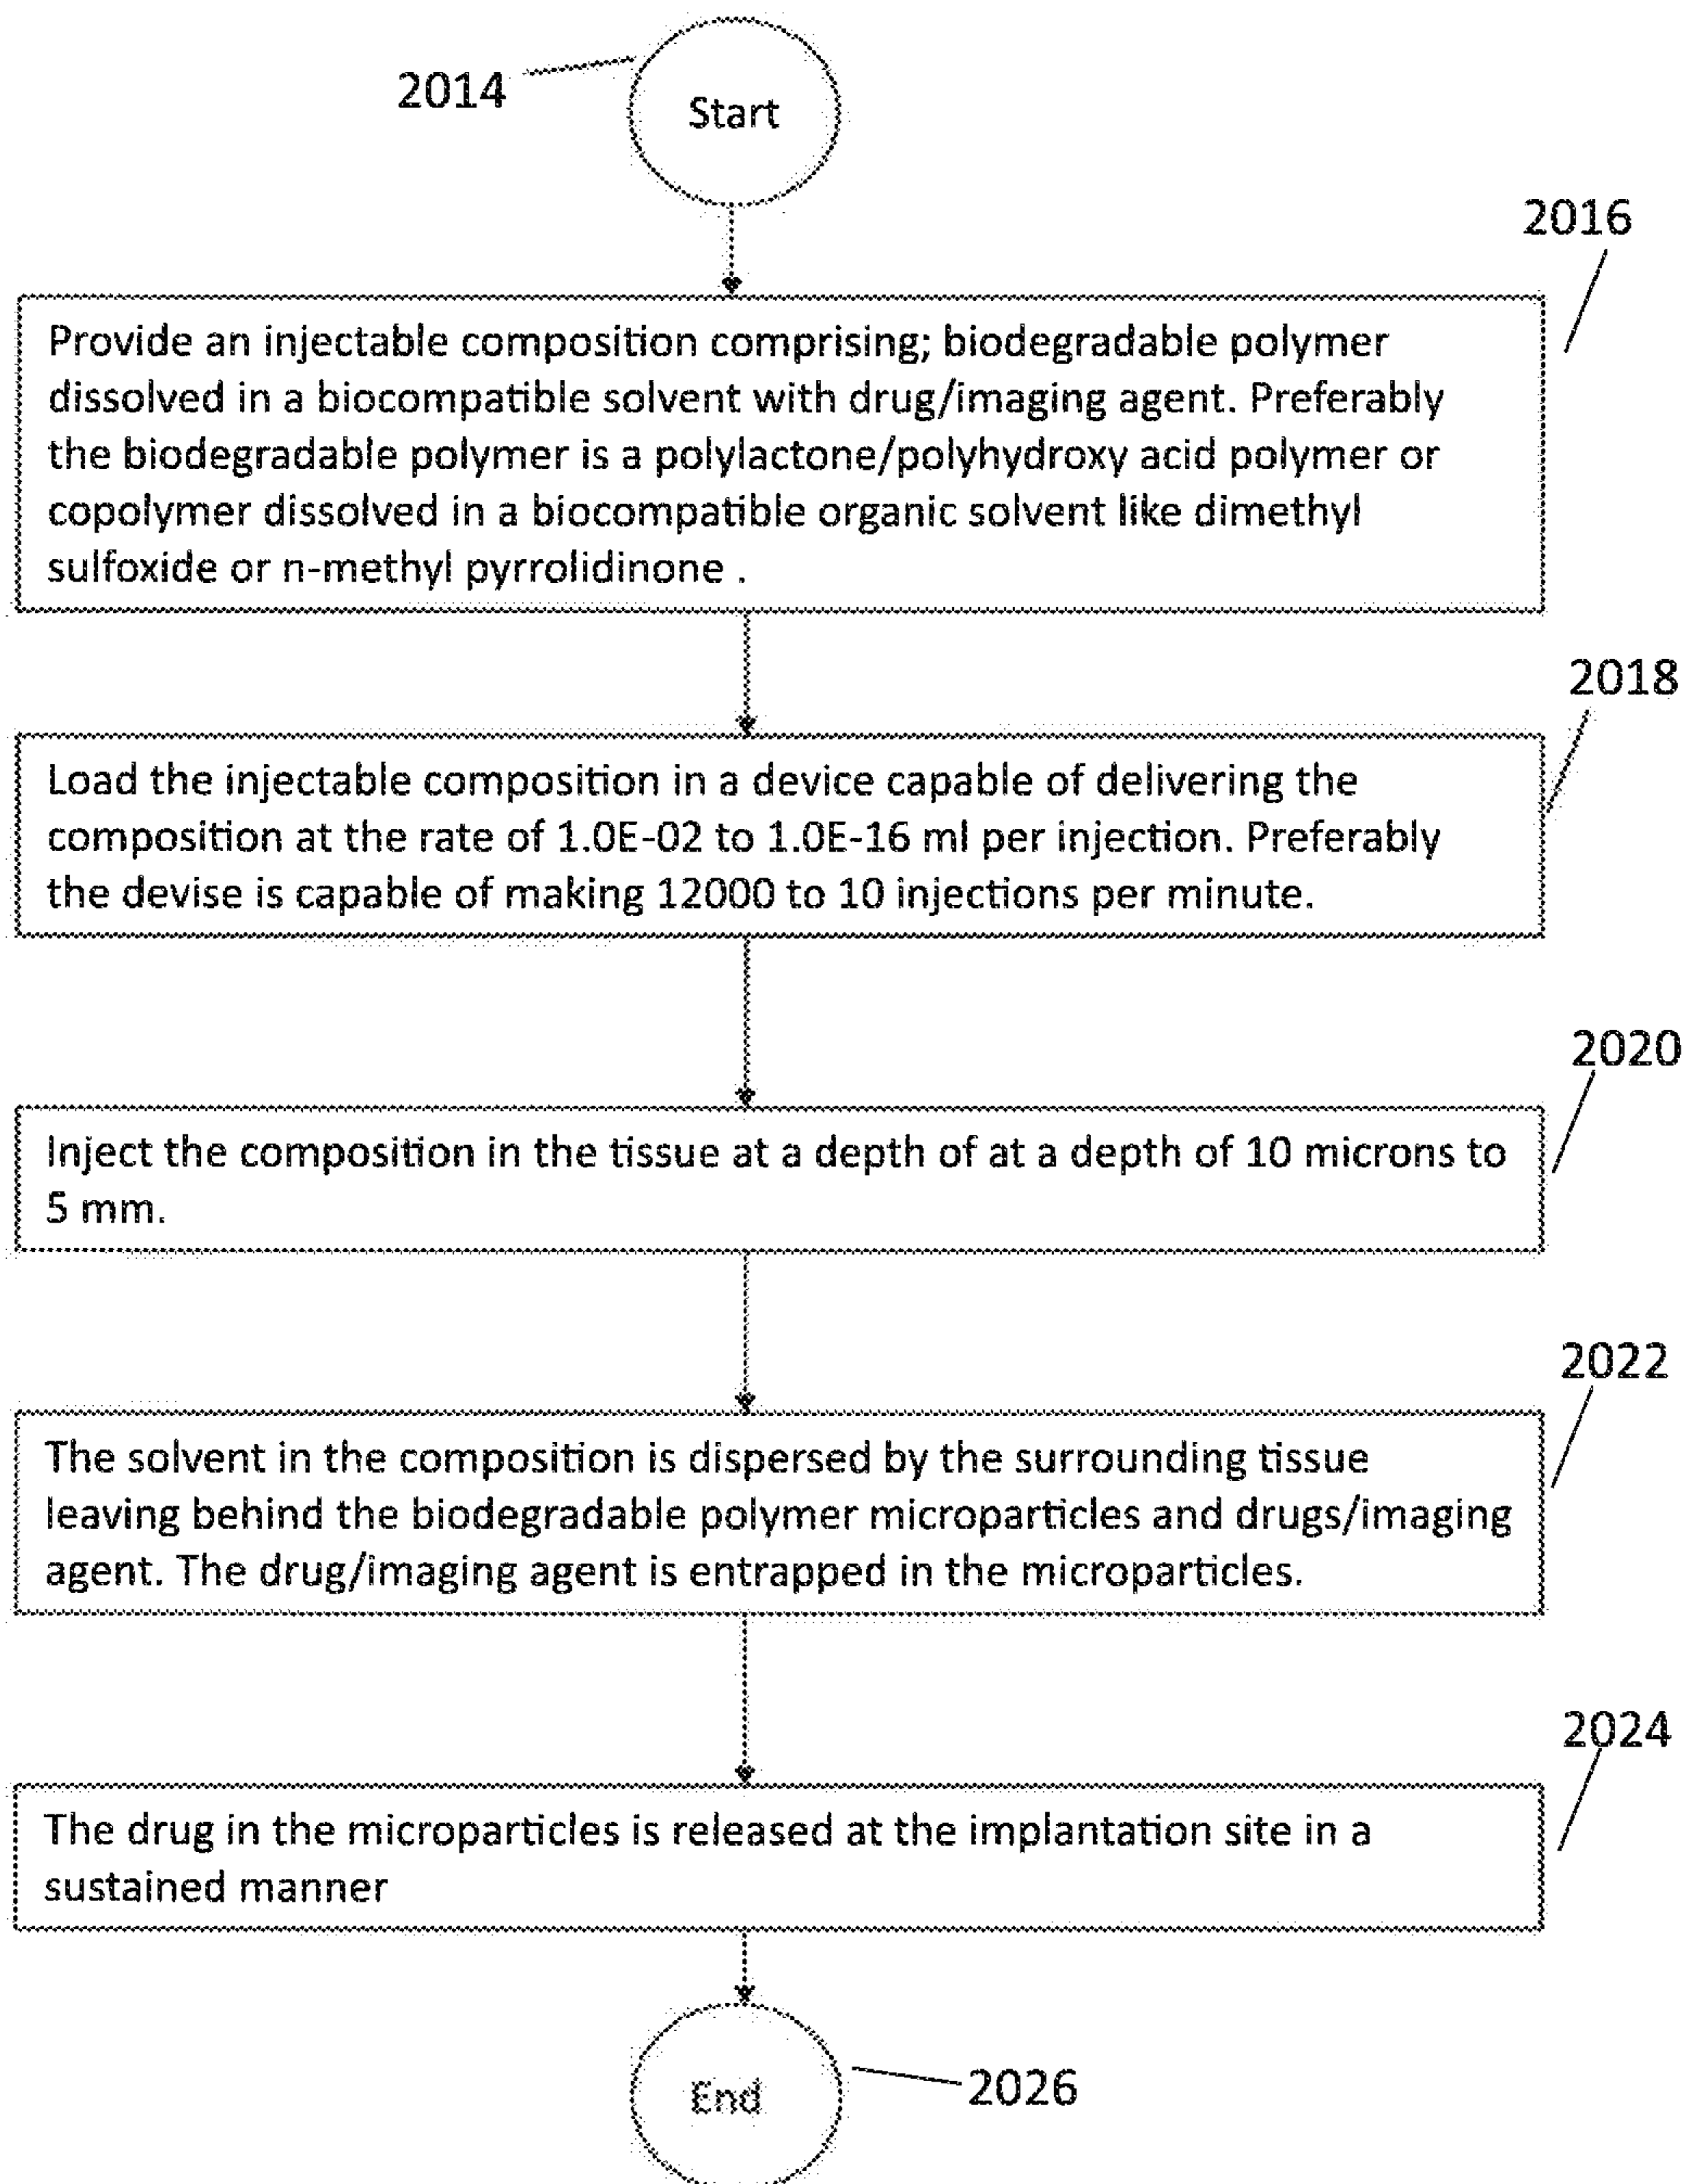 2014
Start
2016
Provide an injectable composition comprising; biodegradable polymer
dissolved in a biocompatible solvent with drug/imaging agent. Preferably
the biodegradable polymer is a polylactone/polyhydroxy acid polymer or
copolymer dissolved in a biocompatible organic solvent like dimethyl
sulfoxide or n-methyl pyrrolidinone .
2018
Load the injectable composition in a device capable of delivering the
composition at the rate of 1.0E-02 to 1.0E-16 ml per injection. Preferably
the devise is capable of making 12000 to 10 injections per minute.
2020
Inject the composition in the tissue at a depth of at a depth of 10 microns to
5 mm.
2022
The solvent in the composition is dispersed by the surrounding tissue
leaving behind the biodegradable polymer microparticles and drugs/imaging
agent. The drug/imaging agent is entrapped in the microparticles.
2024
The drug in the microparticles is released at the implantation site in a
sustained manner
End
2026